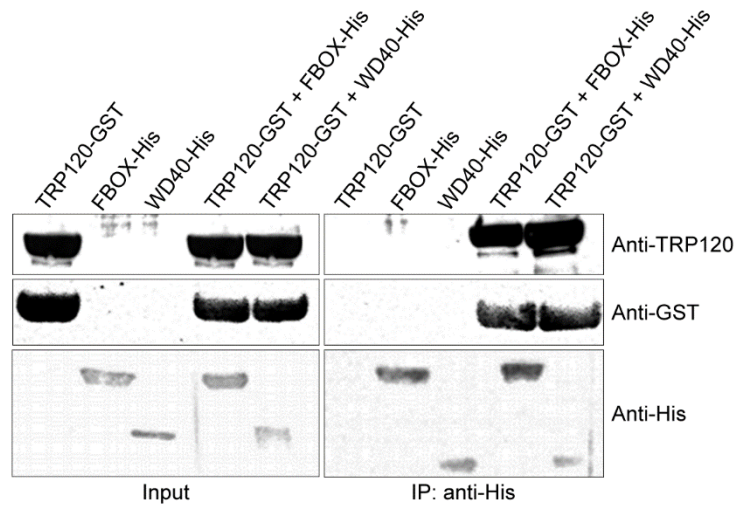 TRP120-GST
FBOX-His
WD40-His
TRP120-GST + FBOX-His
TRP120-GST + WD40-His
TRP120-GST
FBOX-His
WD40-His
TRP120-GST + FBOX-His
TRP120-GST + WD40-His
Anti-TRP120
Anti-GST
Anti-His
Input
IP: anti-His